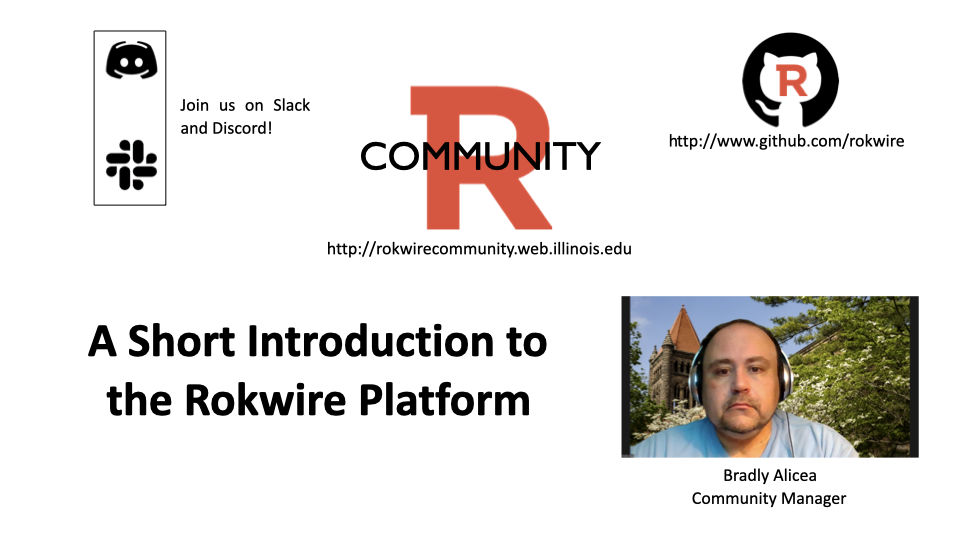 Join us on Slack
and Discord!
R
COMMUNITY
http://rokwirecommunity.web.illinois.edu
R
http://www.github.com/rokwire
A Short Introduction to
the Rokwire Platform
Bradly Alicea
Community Manager